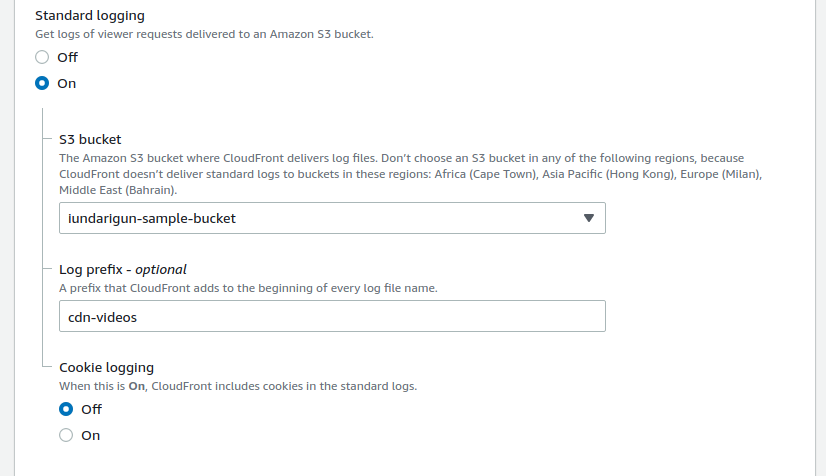 Standard logging
Get logs of viewer requests delivered to an Amazon S3 bucket.
Off
On
S3 bucket
The Amazon S3 bucket where CloudFront delivers log files. Don't choose an S3 bucket in any of the following regions, because
CloudFront doesn't deliver standard logs to buckets in these regions: Africa (Cape Town), Asia Pacific (Hong Kong), Europe (Milan),
Middle East (Bahrain).
iundarigun-sample-bucket
Log prefix - optional
A prefix that CloudFront adds to the beginning of every log file name.
cdn-videos
Cookie logging
When this is On, CloudFront includes cookies in the standard logs.
Off
On